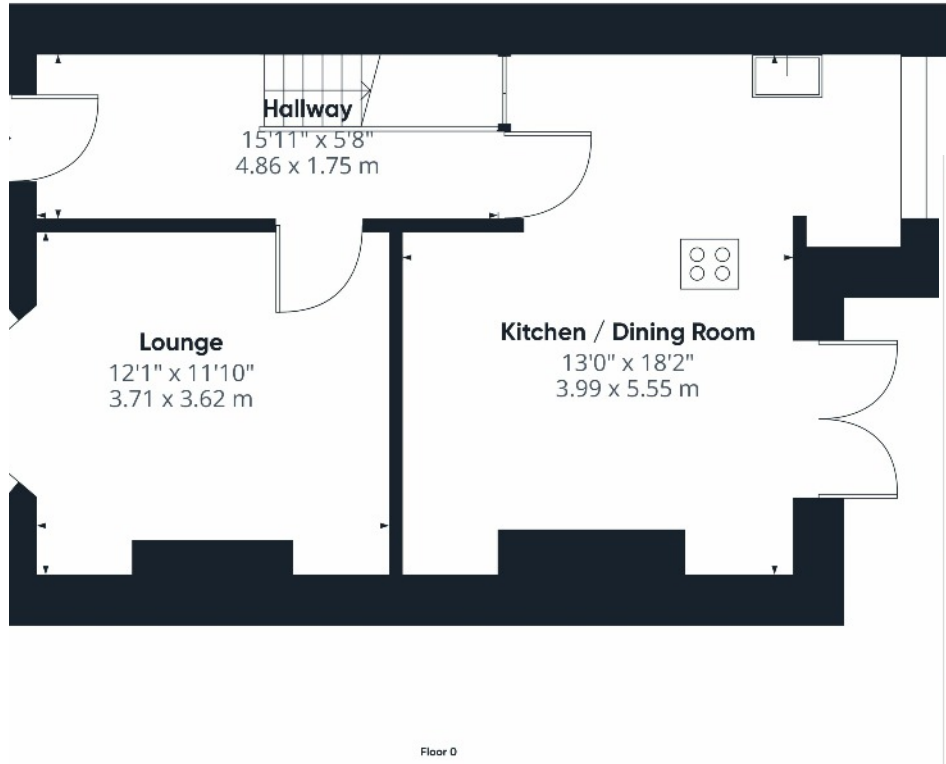 Hallway
15'11" x 5'8"
4.86 x 1.75 m
Lounge
12'1" x 11'10"
3.71 x 3.62 m
Kitchen / Dining Room
13'0" x 18'2"
3.99 x 5.55 m
Floor 0